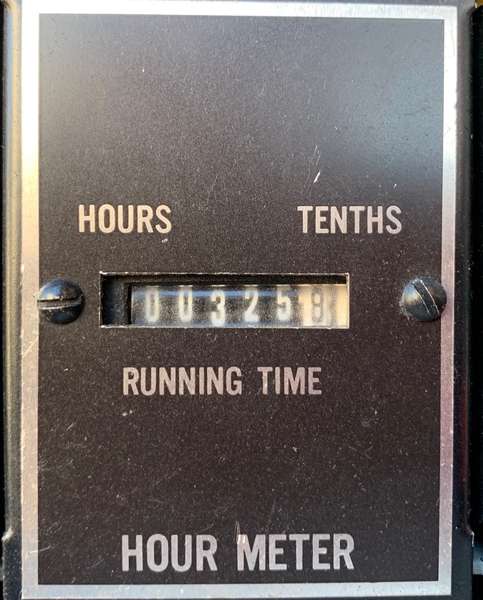 HOURS TENTHS
003258
RUNNING TIME
HOUR METER